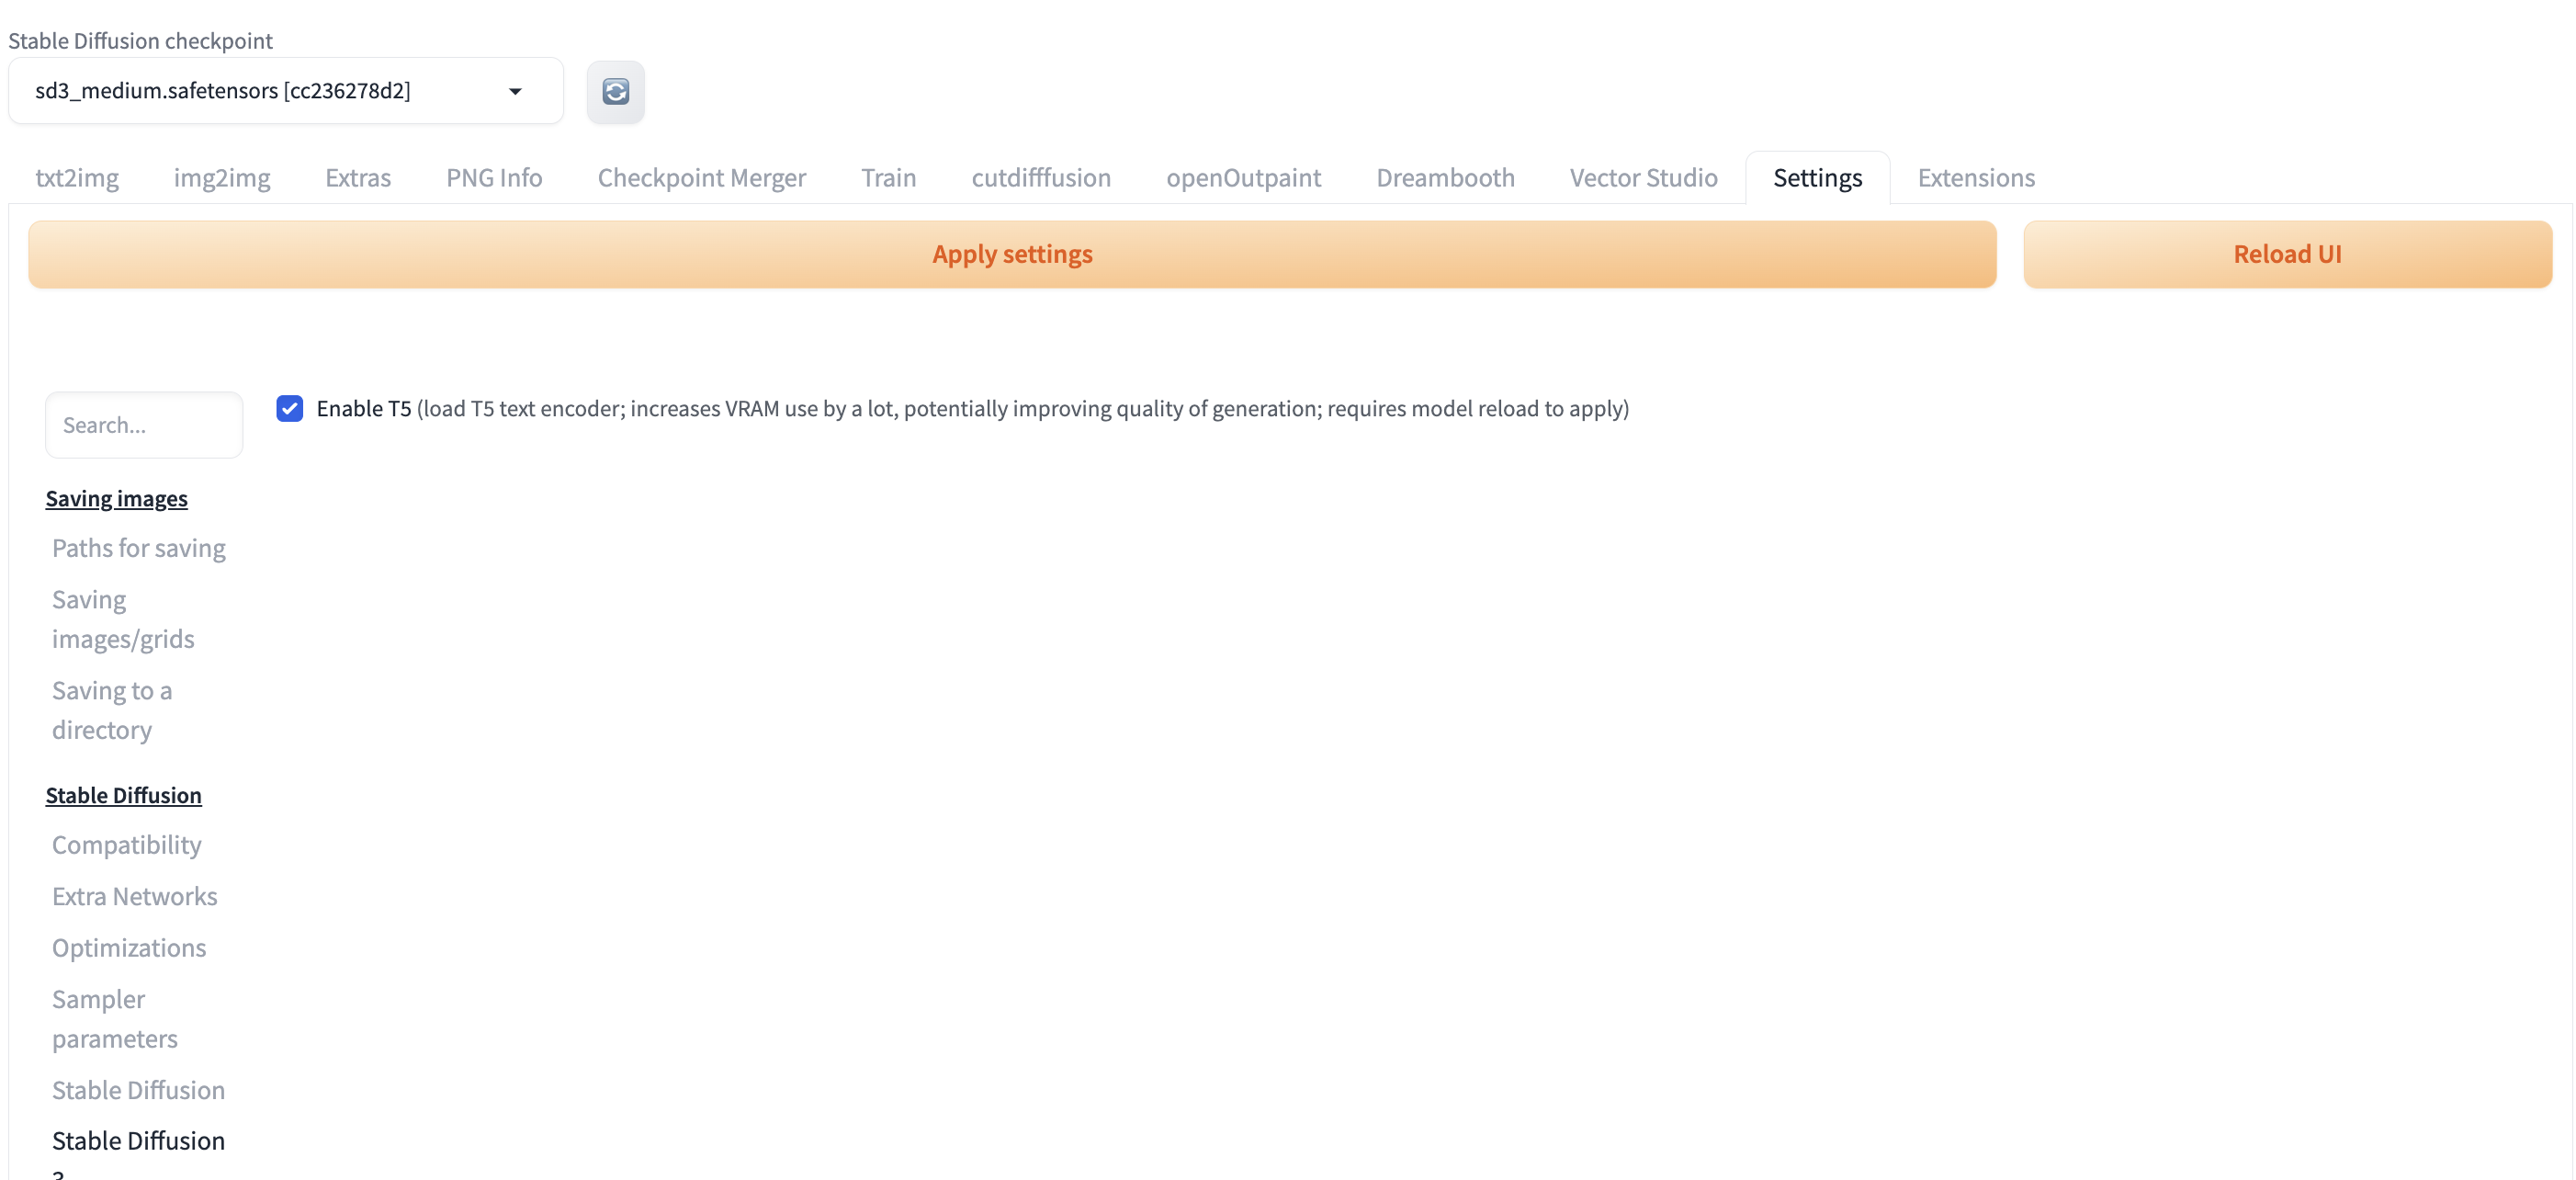 Stable Diffusion checkpoint
sd3_medium.safetensors [cc236278d2]
txt2img img2img Extras PNG Info Checkpoint Merger Train cutdifffusion openOutpaint Dreambooth Vector Studio Settings Extensions
Apply settings Reload UI
Search...
Enable T5 (load T5 text encoder; increases VRAM use by a lot, potentially improving quality of generation; requires model reload to apply)
Saving images
Paths for saving
Saving
images/grids
Saving to a
directory
Stable Diffusion
Compatibility
Extra Networks
Optimizations
Sampler
parameters
Stable Diffusion
Stable Diffusion
3